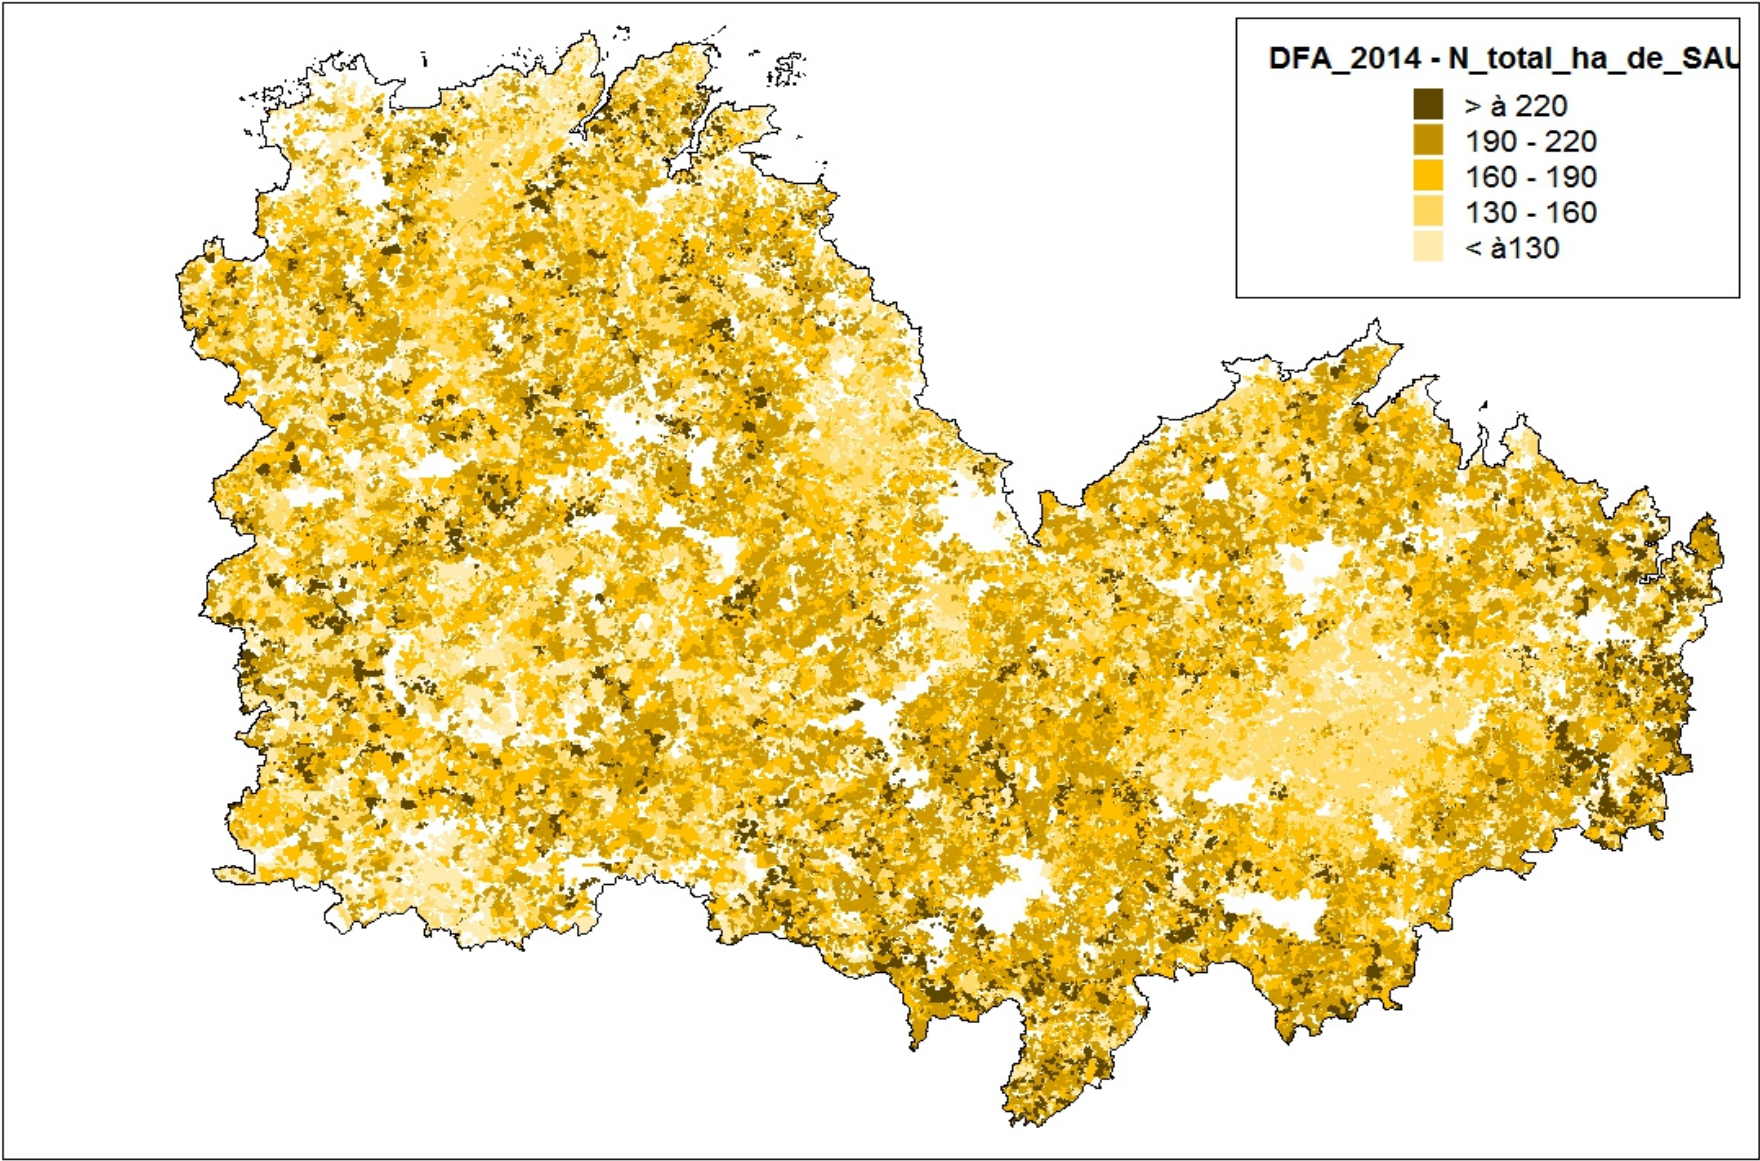 DFA_2014 - N_total_ha_de_SAU
> à 220
190 - 220
160 - 190
130 - 160
< à130